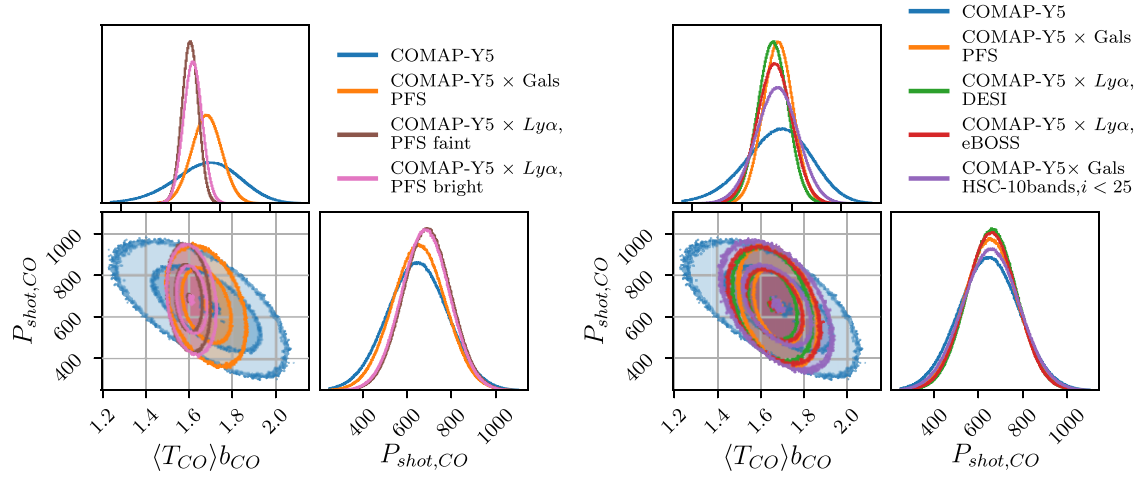 COMAP-Y5
COMAP-Y5 × Gals
PFS
COMAP-Y5 × Lyα,
PFS faint
COMAP-Y5 × Lyα,
PFS bright
1000
800
600
400
P_{shot,CO}
1.2
1.4
1.6
1.8
2.0
⟨T_{CO}⟩b_{CO}
400
600
800
1000
P_{shot,CO}
COMAP-Y5
COMAP-Y5 × Gals
PFS
COMAP-Y5 × Lyα,
DESI
COMAP-Y5 × Lyα,
eBOSS
COMAP-Y5× Gals
HSC-10bands,i < 25
1000
800
600
400
P_{shot,CO}
1.2
1.4
1.6
1.8
2.0
⟨T_{CO}⟩b_{CO}
400
600
800
1000
P_{shot,CO}